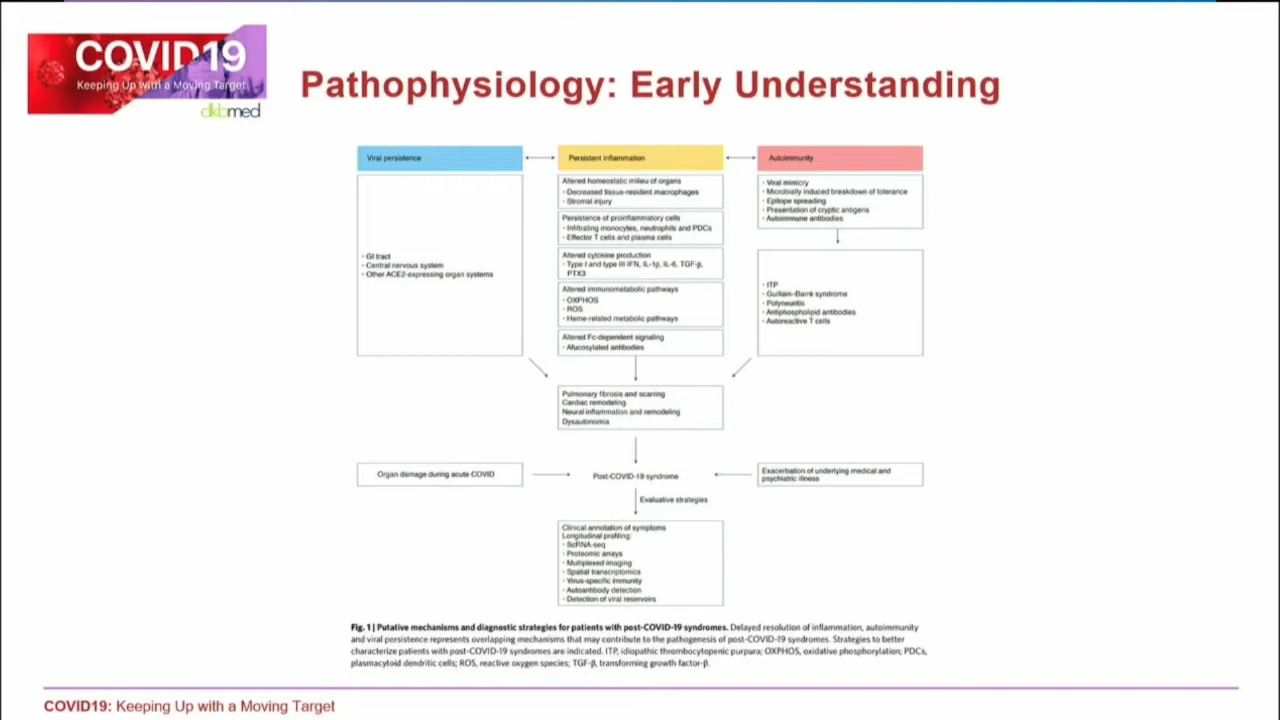 COVID19
Keeping Up with a Moving Target
dkbmed
Pathophysiology: Early Understanding
Viral persistence
Persistent inflammation
Autoimmunity
· GI tract
· Central nervous system
· Other ACE2-expressing organ systems
Altered homeostatic milieu of organs
· Decreased tissue-resident macrophages
· Stromal injury
Persistence of proinflammatory cells
· Infiltrating monocytes, neutrophils and PDCs
· Effector T cells and plasma cells
Altered cytokine production
· Type I and type III IFN, IL-1β, IL-6, TGF-β,
PTX3
Altered immunometabolic pathways
· OXPHOS
· ROS
· Heme-related metabolic pathways
Altered Fc-dependent signaling
· Afucosylated antibodies
· Viral mimicry
· Microbially induced breakdown of tolerance
· Epitope spreading
· Presentation of cryptic antigens
· Autoimmune antibodies
· ITP
· Guillain–Barré syndrome
· Polyneuritis
· Antiphospholipid antibodies
· Autoreactive T cells
Pulmonary fibrosis and scarring
Cardiac remodeling
Neural inflammation and remodeling
Dysautonomia
Organ damage during acute COVID
Post-COVID-19 syndrome
Exacerbation of underlying medical and
psychiatric illness
Evaluative strategies
Clinical annotation of symptoms
Longitudinal profiling:
· ScRNA-seq
· Proteomic arrays
· Multiplexed imaging
· Spatial transcriptomics
· Virus-specific immunity
· Autoantibody detection
· Detection of viral reservoirs
Fig. 1 | Putative mechanisms and diagnostic strategies for patients with post-COVID-19 syndromes. Delayed resolution of inflammation, autoimmunity
and viral persistence represents overlapping mechanisms that may contribute to the pathogenesis of post-COVID-19 syndromes. Strategies to better
characterize patients with post-COVID-19 syndromes are indicated. ITP, idiopathic thrombocytopenic purpura; OXPHOS, oxidative phosphorylation; PDCs,
plasmacytoid dendritic cells; ROS, reactive oxygen species; TGF-β, transforming growth factor-β.
COVID19: Keeping Up with a Moving Target